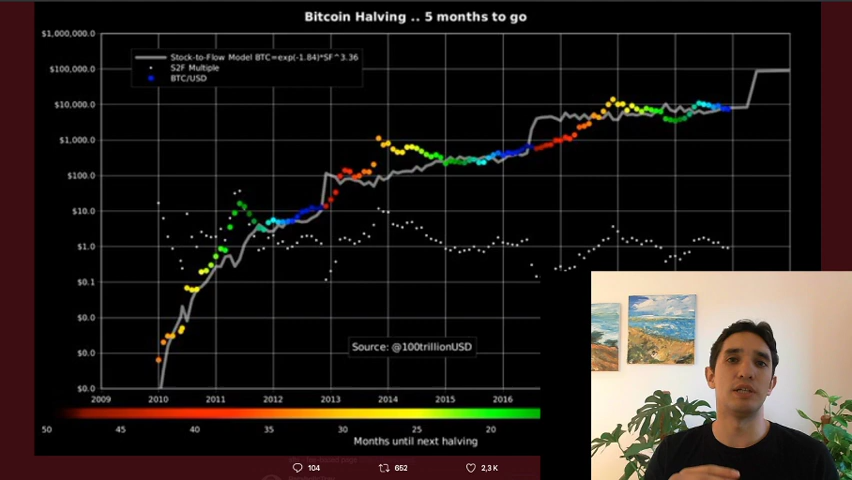 Bitcoin Halving .. 5 months to go
$1,000,000.0
$100,000.0
$10,000.0
$1,000.0
$100.0
$10.0
$1.0
$0.1
$0.0
$0.0
$0.0
Stock-to-Flow Model BTC=exp(-1.84)*SF^3.36
S2F Multiple
BTC/USD
Source: @100trillionUSD
2009 2010 2011 2012 2013 2014 2015 2016
50 45 40 35 30 25 20
Months until next halving
104 652 2,3K